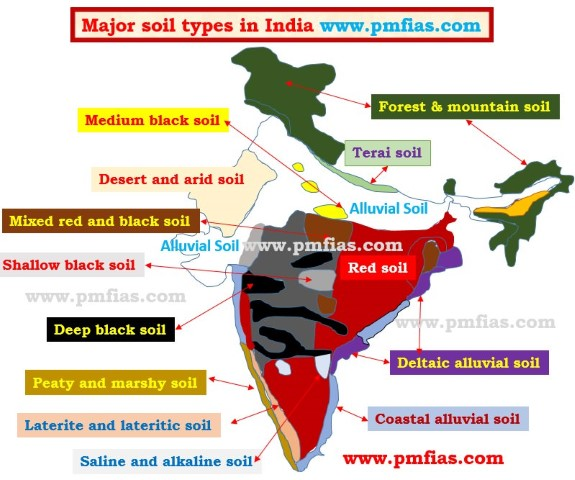 Major soil types in India www.pmfias.com
Forest & mountain soil
Medium black soil
Terai soil
Desert and arid soil
Alluvial Soil
Mixed red and black soil
Alluvial Soil
www.pmfias.com
Shallow black soil
Red soil
www.pmfias.com
www.pmfias.com
Deep black soil
Deltaic alluvial soil
Peaty and marshy soil
Laterite and lateritic soil
Coastal alluvial soil
Saline and alkaline soil
www.pmfias.com